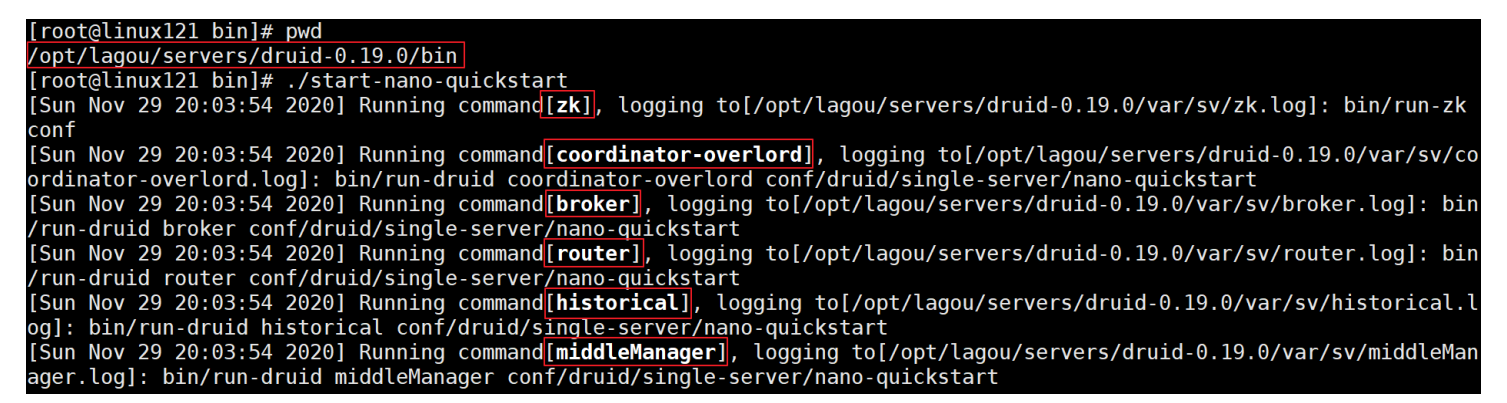 [root@linux121 bin]# pwd
/opt/lagou/servers/druid-0.19.0/bin
[root@linux121 bin]# ./start-nano-quickstart
[Sun Nov 29 20:03:54 2020] Running command[zk], logging to[/opt/lagou/servers/druid-0.19.0/var/sv/zk.log]: bin/run-zk
conf
[Sun Nov 29 20:03:54 2020] Running command[coordinator-overlord], logging to[/opt/lagou/servers/druid-0.19.0/var/sv/co
ordinator-overlord.log]: bin/run-druid coordinator-overlord conf/druid/single-server/nano-quickstart
[Sun Nov 29 20:03:54 2020] Running command[broker], logging to[/opt/lagou/servers/druid-0.19.0/var/sv/broker.log]: bin
/run-druid broker conf/druid/single-server/nano-quickstart
[Sun Nov 29 20:03:54 2020] Running command[router], logging to[/opt/lagou/servers/druid-0.19.0/var/sv/router.log]: bin
/run-druid router conf/druid/single-server/nano-quickstart
[Sun Nov 29 20:03:54 2020] Running command[historical], logging to[/opt/lagou/servers/druid-0.19.0/var/sv/historical.l
og]: bin/run-druid historical conf/druid/single-server/nano-quickstart
[Sun Nov 29 20:03:54 2020] Running command[middleManager], logging to[/opt/lagou/servers/druid-0.19.0/var/sv/middleMan
ager.log]: bin/run-druid middleManager conf/druid/single-server/nano-quickstart